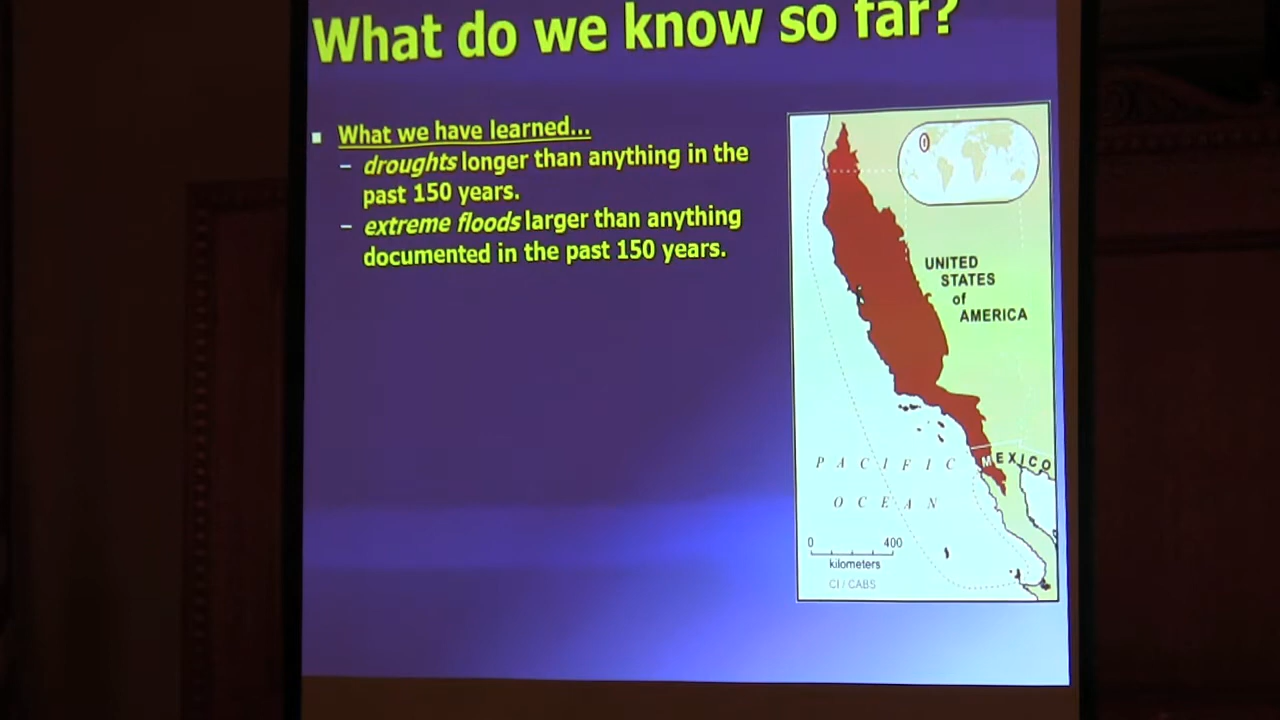 What do we know so far?
What we have learned...
– droughts longer than anything in the
past 150 years.
– extreme floods larger than anything
documented in the past 150 years.
UNITED
STATES
of
AMERICA
MEXICO
PACIFIC
OCEAN
0 400
kilometers
CI / CABS